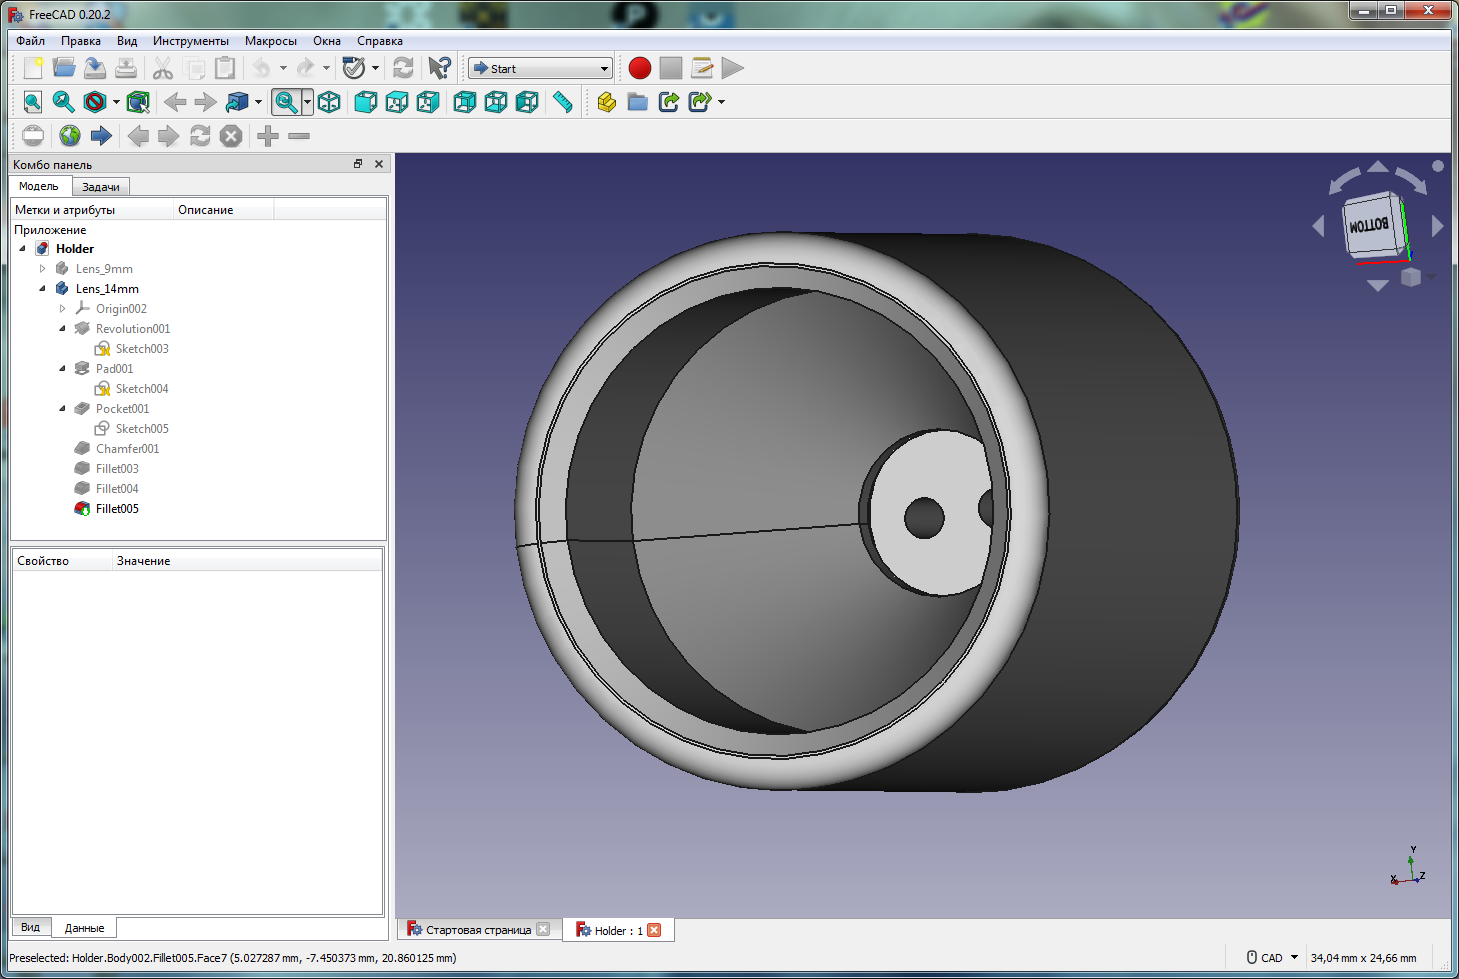 FreeCAD 0.20.2
Файл Правка Вид Инструменты Макросы Окна Справка
Start
Комбо панель
Модель Задачи
Метки и атрибуты Описание
Приложение
Holder
Lens_9mm
Lens_14mm
Origin002
Revolution001
Sketch003
Pad001
Sketch004
Pocket001
Sketch005
Chamfer001
Fillet003
Fillet004
Fillet005
Свойство Значение
Вид Данные
BOTTOM
Y
X Z
Стартовая страница
Holder : 1
Preselected: Holder.Body002.Fillet005.Face7 (5.027287 mm, -7.450373 mm, 20.860125 mm)
CAD
34,04 mm x 24,66 mm